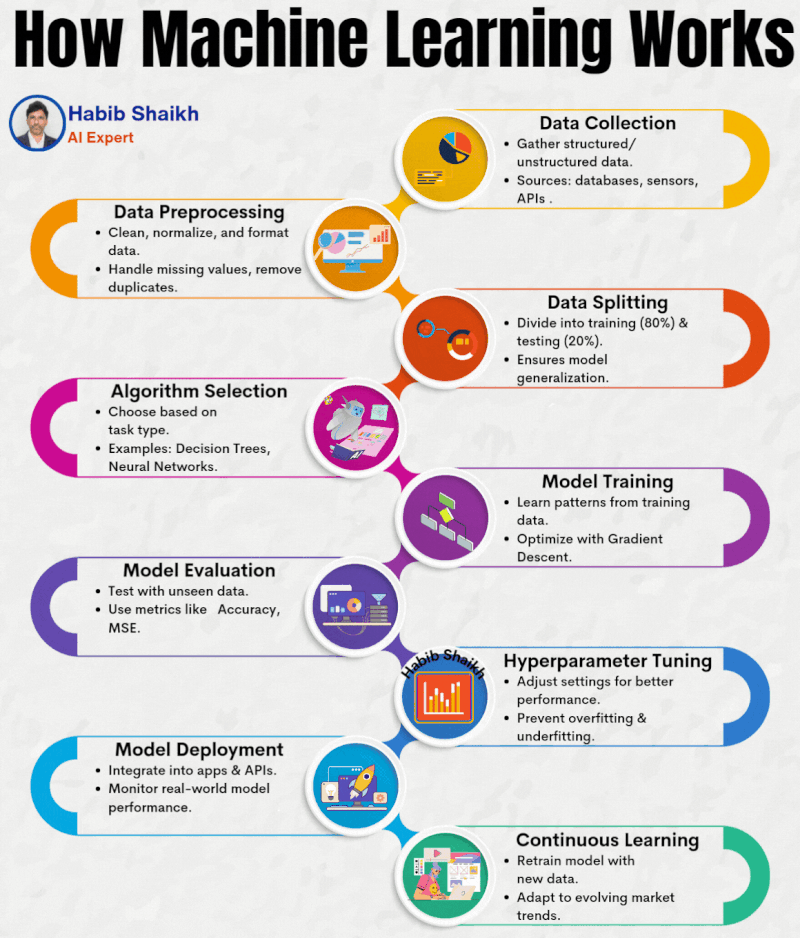 How Machine Learning Works
Habib Shaikh
AI Expert
Data Collection
• Gather structured/
unstructured data.
• Sources: databases, sensors,
APIs .
Data Preprocessing
• Clean, normalize, and format
data.
• Handle missing values, remove
duplicates.
Data Splitting
• Divide into training (80%) &
testing (20%).
• Ensures model
generalization.
Algorithm Selection
• Choose based on
task type.
• Examples: Decision Trees,
Neural Networks.
Model Training
• Learn patterns from training
data.
• Optimize with Gradient
Descent.
Model Evaluation
• Test with unseen data.
• Use metrics like Accuracy,
MSE.
Habib Shaikh
Hyperparameter Tuning
• Adjust settings for better
performance.
• Prevent overfitting &
underfitting.
Model Deployment
• Integrate into apps & APIs.
• Monitor real-world model
performance.
Continuous Learning
• Retrain model with
new data.
• Adapt to evolving market
trends.